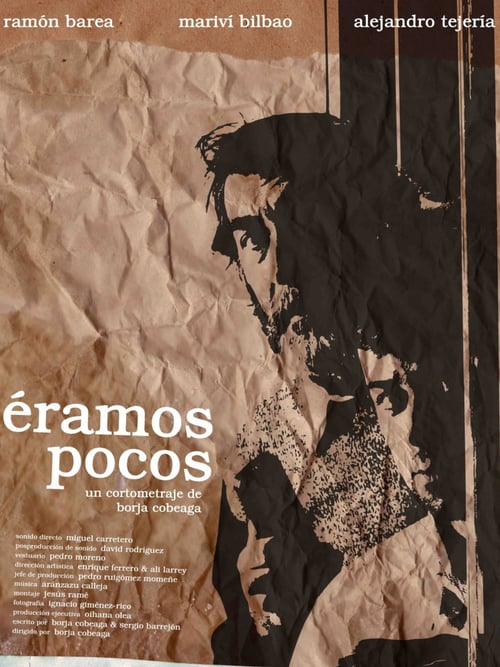 ramón barea mariví bilbao alejandro tejería
éramos
pocos
un cortometraje de
borja cobeaga
sonido directo miguel carretero
posproducción de sonido david rodríguez
vestuario pedro moreno
dirección artística enrique ferrero & ali larrey
jefe de producción pedro ruigómez momeñe
música aránzazu calleja
montaje jesús ramé
fotografía ignacio giménez-rico
producción ejecutiva oihana olea
escrito por borja cobeaga & sergio barrejón
dirigido por borja cobeaga